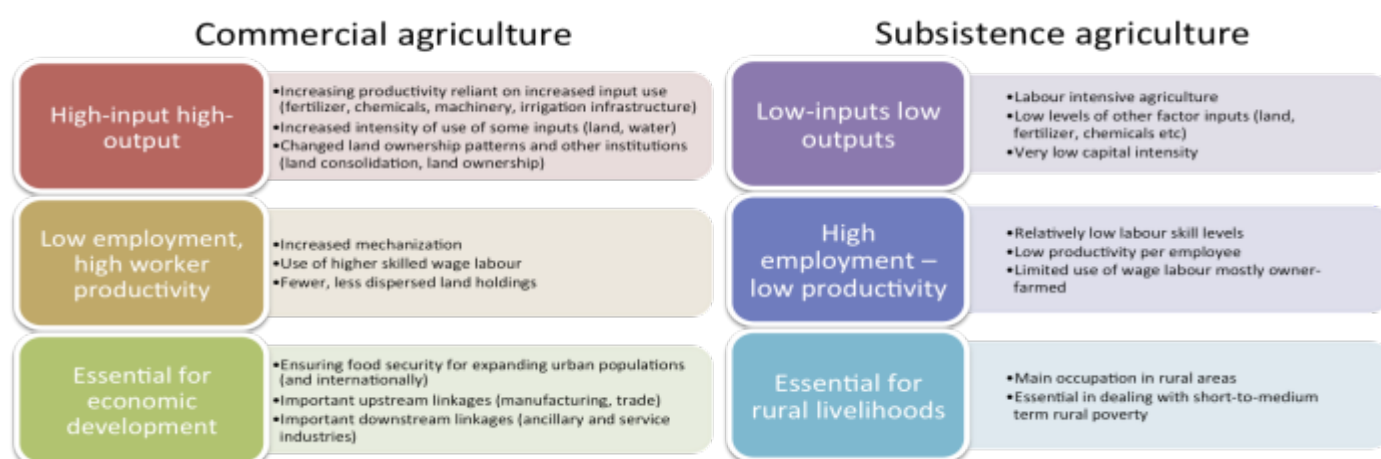 Commercial agriculture
High-input high-
output
•Increasing productivity reliant on increased input use
(fertilizer, chemicals, machinery, irrigation infrastructure)
•Increased intensity of use of some inputs (land, water)
•Changed land ownership patterns and other institutions
(land consolidation, land ownership)
Low employment,
high worker
productivity
•Increased mechanization
•Use of higher skilled wage labour
•Fewer, less dispersed land holdings
Essential for
economic
development
•Ensuring food security for expanding urban populations
(and internationally)
•Important upstream linkages (manufacturing, trade)
•Important downstream linkages (ancillary and service
industries)
Subsistence agriculture
Low-inputs low
outputs
•Labour intensive agriculture
•Low levels of other factor inputs (land,
fertilizer, chemicals etc)
•Very low capital intensity
High
employment –
low productivity
•Relatively low labour skill levels
•Low productivity per employee
•Limited use of wage labour mostly owner-
farmed
Essential for
rural livelihoods
•Main occupation in rural areas
•Essential in dealing with short-to-medium
term rural poverty